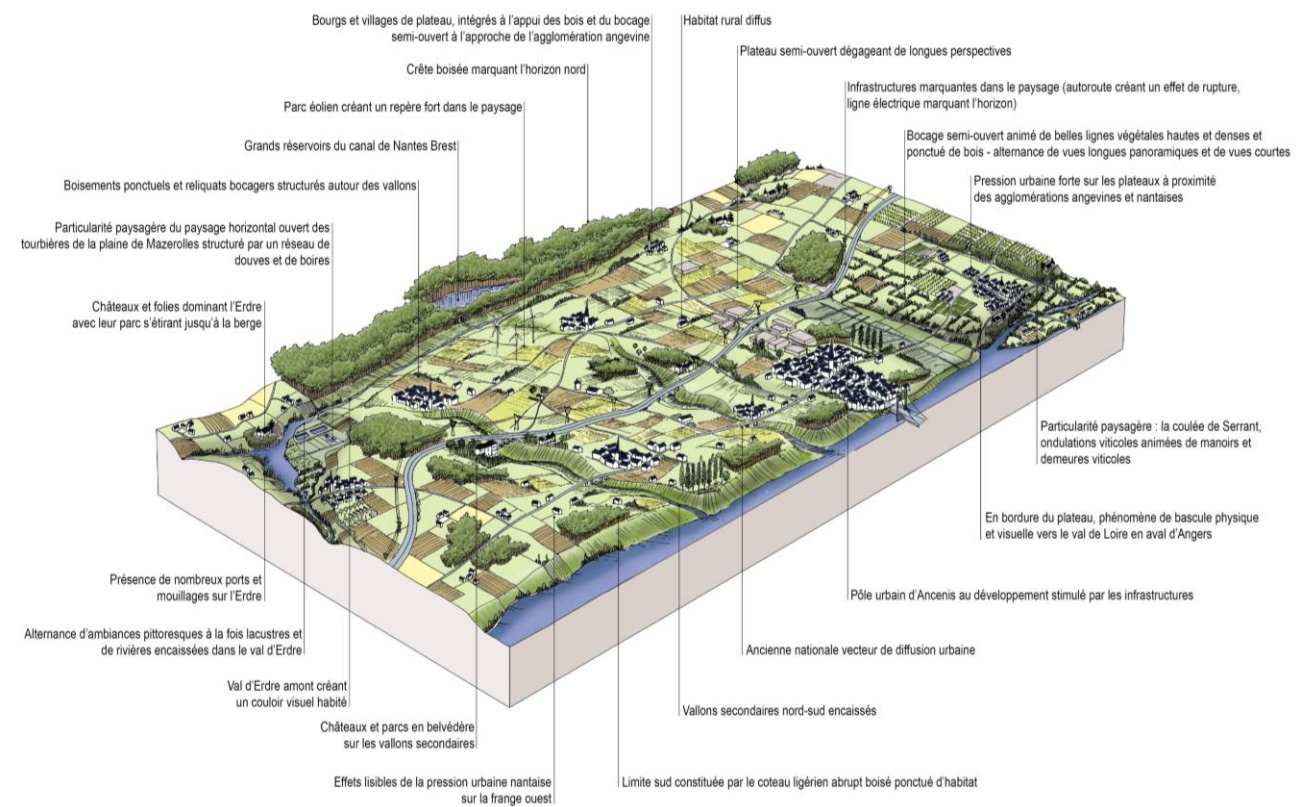 Bourgs et villages de plateau, intégrés à l’appui des bois et du bocage
semi-ouvert à l’approche de l’agglomération angevine
Habitat rural diffus
Plateau semi-ouvert dégageant de longues perspectives
Crête boisée marquant l’horizon nord
Infrastructures marquantes dans le paysage (autoroute créant un effet de rupture,
ligne électrique marquant l’horizon)
Parc éolien créant un repère fort dans le paysage
Bocage semi-ouvert animé de belles lignes végétales hautes et denses et
ponctué de bois - alternance de vues longues panoramiques et de vues courtes
Grands réservoirs du canal de Nantes Brest
Pression urbaine forte sur les plateaux à proximité
des agglomérations angevines et nantaises
Boisements ponctuels et reliquats bocagers structurés autour des vallons
Particularité paysagère du paysage horizontal ouvert des
tourbières de la plaine de Mazerolles structuré par un réseau de
douves et de boires
Châteaux et folies dominant l’Erdre
avec leur parc s’étirant jusqu’à la berge
Particularité paysagère : la coulée de Serrant,
ondulations viticoles animées de manoirs et
demeures viticoles
En bordure du plateau, phénomène de bascule physique
et visuelle vers le val de Loire en aval d’Angers
Présence de nombreux ports et
mouillages sur l’Erdre
Pôle urbain d’Ancenis au développement stimulé par les infrastructures
Alternance d’ambiances pittoresques à la fois lacustres et
de rivières encaissées dans le val d’Erdre
Ancienne nationale vecteur de diffusion urbaine
Val d’Erdre amont créant
un couloir visuel habité
Vallons secondaires nord-sud encaissés
Châteaux et parcs en belvédère
sur les vallons secondaires
Effets lisibles de la pression urbaine nantaise
sur la frange ouest
Limite sud constituée par le coteau ligérien abrupt boisé ponctué d’habitat